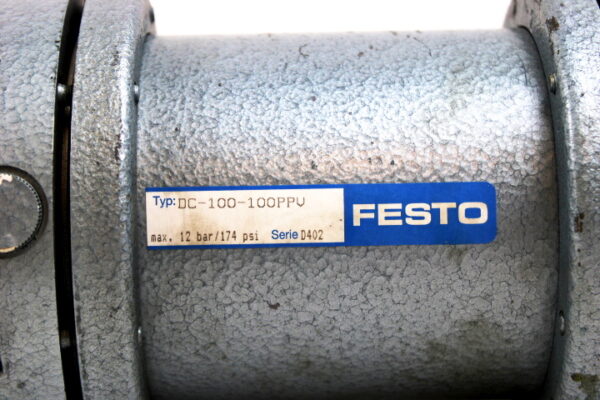 Typ: DC-100-100PPV
FESTO
max. 12 bar/174 psi Serie D402